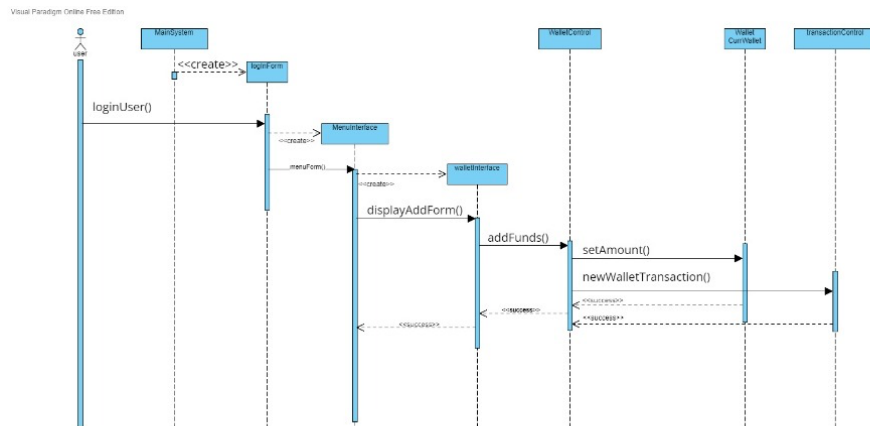 Visual Paradigm Online Free Edition
user
MainSystem
WalletControl
Wallet
CurrWallet
transactionControl
<<create>>
loginForm
loginUser()
MenuInterface
<<create>>
menuForm()
walletInterface
<<create>>
displayAddForm()
addFunds()
setAmount()
newWalletTransaction()
<<success>>
<<success>>
<<success>>
**success**